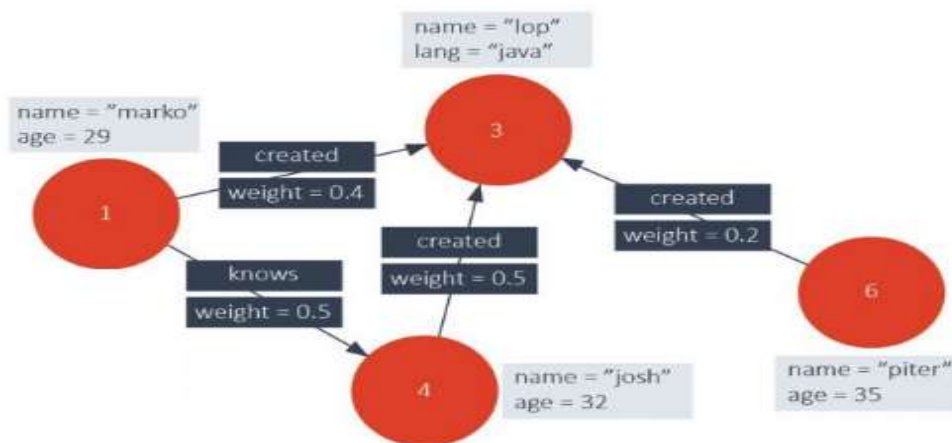 name = "lop"
lang = "java"
name = "marko"
age = 29
3
created
weight = 0.4
1
created
weight = 0.2
created
weight = 0.5
knows
weight = 0.5
6
4
name = "josh"
age = 32
name = "piter"
age = 35